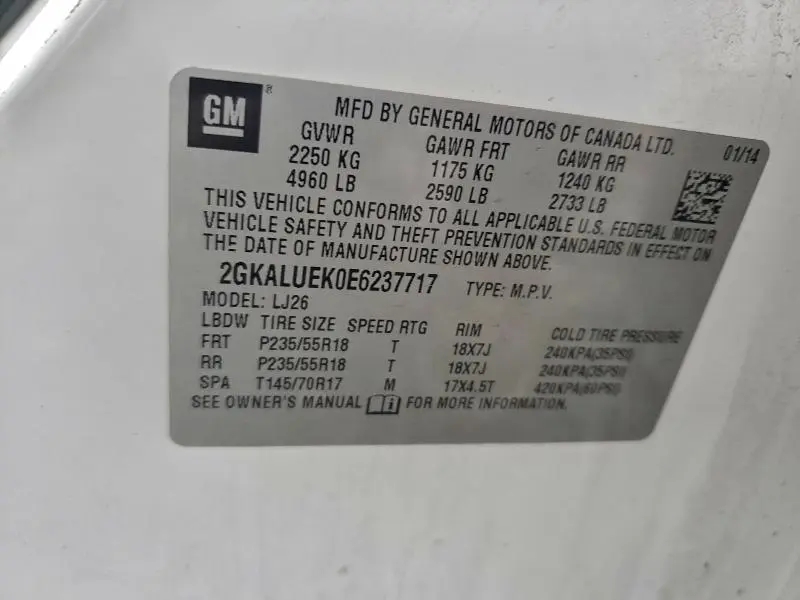 GM ®
MFD BY GENERAL MOTORS OF CANADA LTD. 01/14
GVWR GAWR FRT GAWR RR
2250 KG 1175 KG 1240 KG
4960 LB 2590 LB 2733 LB
THIS VEHICLE CONFORMS TO ALL APPLICABLE U.S. FEDERAL MOTOR
VEHICLE SAFETY AND THEFT PREVENTION STANDARDS IN EFFECT ON
THE DATE OF MANUFACTURE SHOWN ABOVE.
2GKALUEK0E6237717 TYPE: M.P.V.
MODEL: LJ26
LBDW TIRE SIZE SPEED RTG RIM COLD TIRE PRESSURE
FRT P235/55R18 T 18X7J 240KPA(35PSI)
RR P235/55R18 T 18X7J 240KPA(35PSI)
SPA T145/70R17 M 17X4.5T 420KPA(60PSI)
SEE OWNER'S MANUAL i FOR MORE INFORMATION.